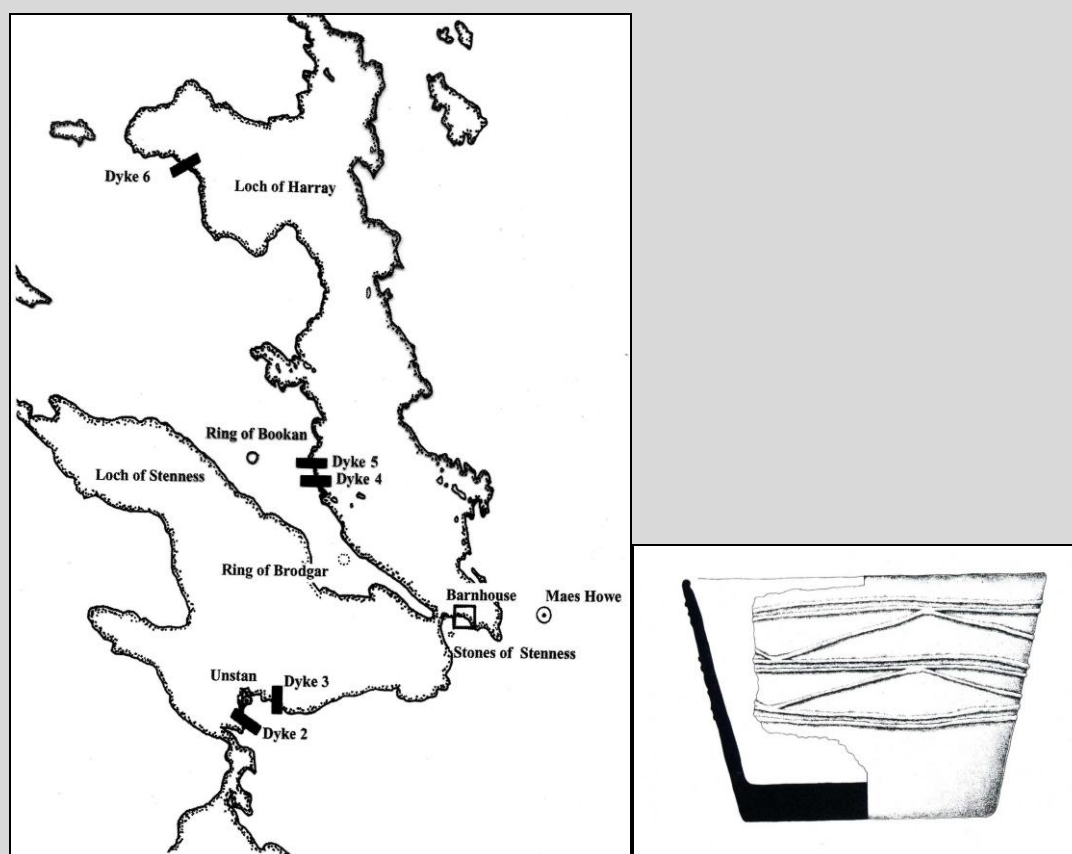 Dyke 6
Loch of Harray
Ring of Bookan
Dyke 5
Loch of Stenness
Dyke 4
Ring of Brodgar
Barnhouse
Maes Howe
Stones of Stenness
Unstan
Dyke 3
Dyke 2